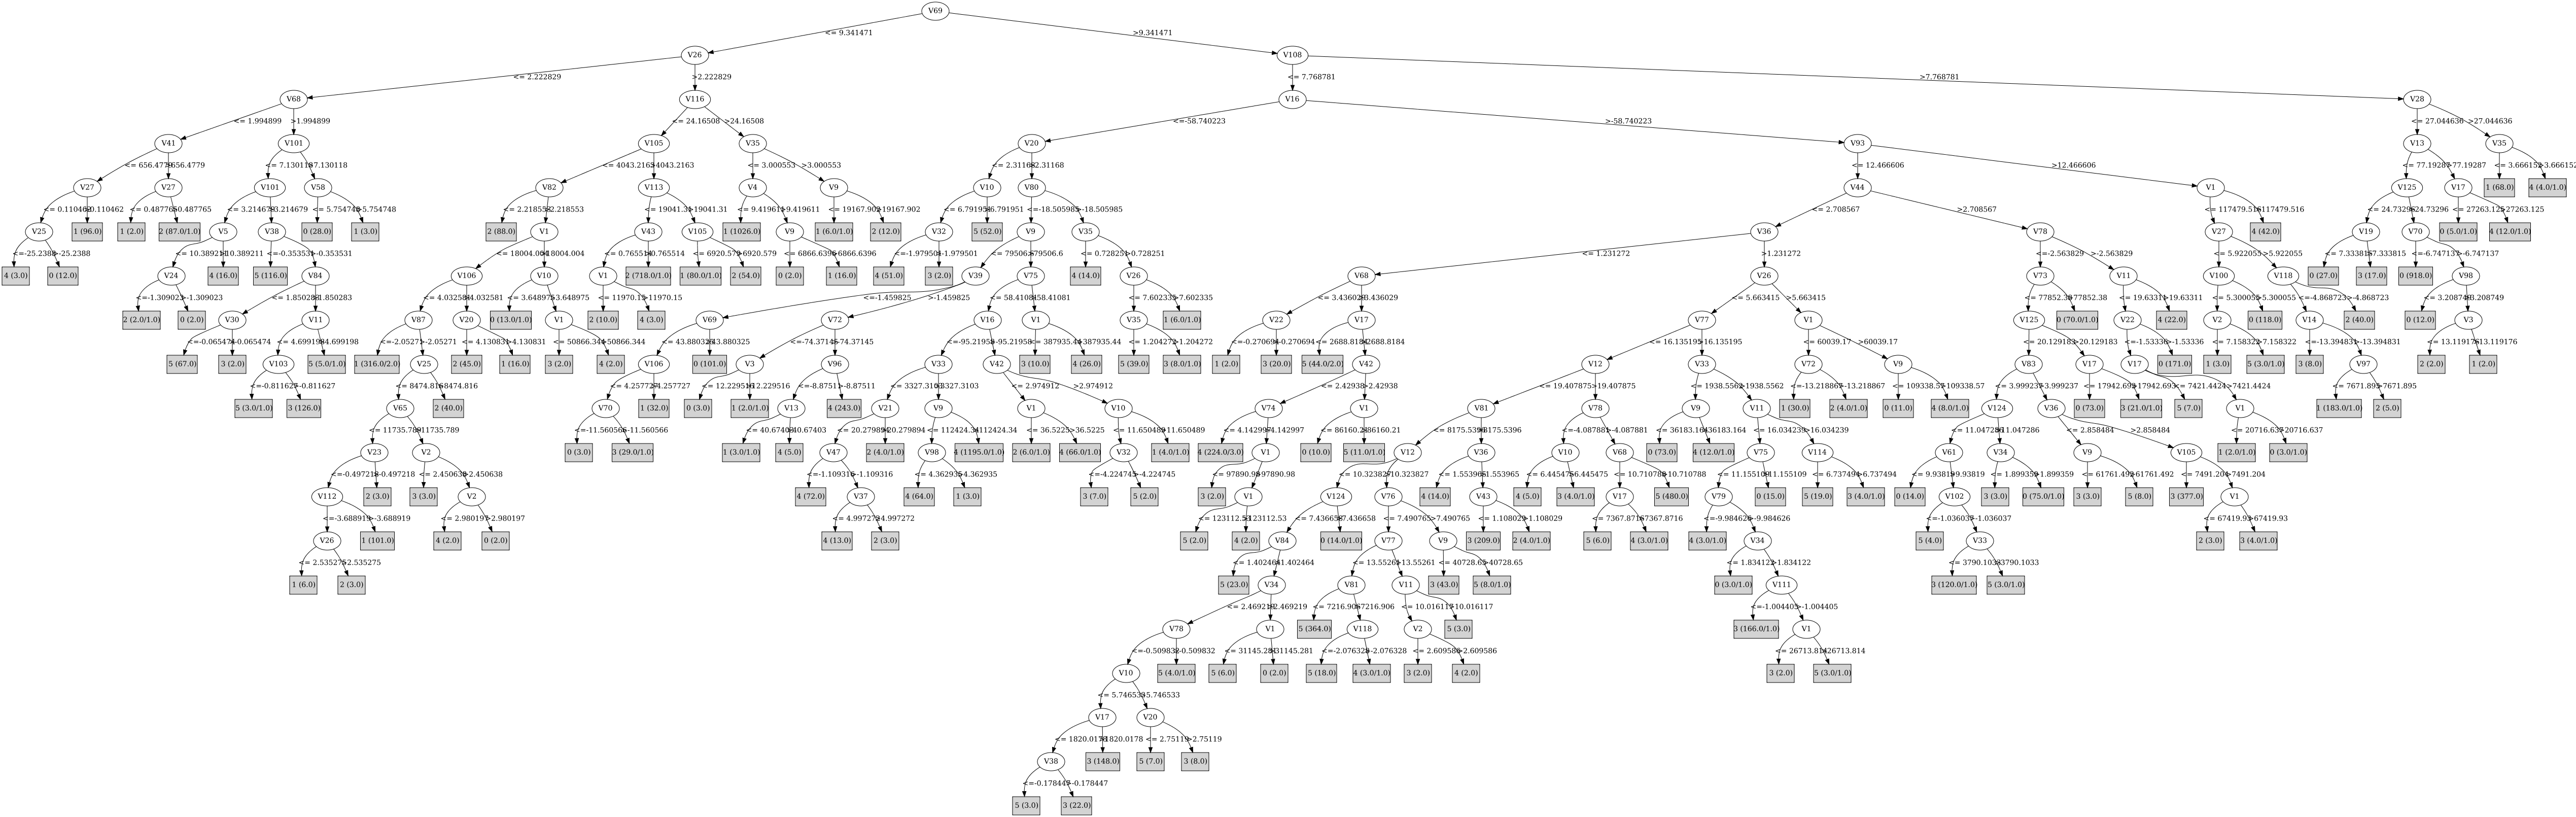 V69
<= 9.341471 >9.341471
V26 V108
<= 2.222829 >2.222829 <= 7.768781 >7.768781
V68 V116 V16 V28
<= 1.994899 >1.994899 <= 24.16508 >24.16508 <=-58.740223 >-58.740223 <= 27.044636 >27.044636
V41 V101 V105 V35 V20 V93 V13 V35
<= 656.4779 >656.4779 <= 7.130118 >7.130118 <= 4043.2163 >4043.2163 <= 3.000553 >3.000553 <= 2.31168 >2.31168 <= 12.466606 >12.466606 <= 77.19287 >77.19287 <= 3.666152 >3.666152
V27 V27 V101 V58 V82 V113 V4 V9 V10 V80 V44 V1 V125 V17 1 (68.0) 4 (4.0/1.0)
<= 0.110462 >0.110462 <= 0.487765 >0.487765 <= 3.214679 >3.214679 <= 5.754748 >5.754748 <= 2.218553 >2.218553 <= 19041.31 >19041.31 <= 9.419611 >9.419611 <= 19167.902 >19167.902 <= 6.791951 >6.791951 <=-18.505985 >-18.505985 <= 2.708567 >2.708567 <= 117479.516 >117479.516 <= 24.73296 >24.73296 <= 27263.125 >27263.125
V25 1 (96.0) 1 (2.0) 2 (87.0/1.0) V5 V38 0 (28.0) 1 (3.0) 2 (88.0) V1 V43 V105 1 (1026.0) V9 1 (6.0/1.0) 2 (12.0) V32 5 (52.0) V9 V35 V36 V78 V27 4 (42.0) V19 V70 0 (5.0/1.0) 4 (12.0/1.0)
<=-25.2388 >-25.2388 <= 10.389211 >10.389211 <=-0.353531 >-0.353531 <= 18004.004 >18004.004 <= 0.765514 >0.765514 <= 6920.579 >6920.579 <= 6866.6396 >6866.6396 <=-1.979501 >-1.979501 <= 79506.6 >79506.6 <= 0.728251 >0.728251 <= 1.231272 >1.231272 <=-2.563829 >-2.563829 <= 5.922055 >5.922055 <= 7.333815 >7.333815 <=-6.747137 >-6.747137
4 (3.0) 0 (12.0) V24 4 (16.0) 5 (116.0) V84 V106 V10 V1 2 (718.0/1.0) 1 (80.0/1.0) 2 (54.0) 0 (2.0) 1 (16.0) 4 (51.0) 3 (2.0) V39 V75 4 (14.0) V26 V68 V26 V73 V11 V100 V118 0 (27.0) 3 (17.0) 0 (918.0) V98
<=-1.309023 >-1.309023 <= 1.850283 >1.850283 <= 4.032581 >4.032581 <= 3.648975 >3.648975 <= 11970.15 >11970.15 <=-1.459825 >-1.459825 <= 58.41081 >58.41081 <= 7.602335 >7.602335 <= 3.436029 >3.436029 <= 5.663415 >5.663415 <= 77852.38 >77852.38 <= 19.63311 >19.63311 <= 5.300055 >5.300055 <=-4.868723 >-4.868723 <= 3.208749 >3.208749
2 (2.0/1.0) 0 (2.0) V30 V11 V87 V20 0 (13.0/1.0) V1 2 (10.0) 4 (3.0) V69 V72 V16 V1 V35 1 (6.0/1.0) V22 V17 V77 V1 V125 0 (70.0/1.0) V22 4 (22.0) V2 0 (118.0) V14 2 (40.0) 0 (12.0) V3
<=-0.065474 >-0.065474 <= 4.699198 >4.699198 <=-2.05271 >-2.05271 <= 4.130831 >4.130831 <= 50866.344 >50866.344 <= 43.880325 >43.880325 <=-74.37145 >-74.37145 <=-95.21958 >-95.21958 <= 387935.44 >387935.44 <= 1.204272 >1.204272 <=-0.270694 >-0.270694 <= 2688.8184 >2688.8184 <= 16.135195 >16.135195 <= 60039.17 >60039.17 <= 20.129183 >20.129183 <=-1.53336 >-1.53336 <= 7.158322 >7.158322 <=-13.394831 >-13.394831 <= 13.119176 >13.119176
5 (67.0) 3 (2.0) V103 5 (5.0/1.0) 1 (316.0/2.0) V25 2 (45.0) 1 (16.0) 3 (2.0) 4 (2.0) V106 0 (101.0) V3 V96 V33 V42 3 (10.0) 4 (26.0) 5 (39.0) 3 (8.0/1.0) 1 (2.0) 3 (20.0) 5 (44.0/2.0) V42 V12 V33 V72 V9 V83 V17 V17 0 (171.0) 1 (3.0) 5 (3.0/1.0) 3 (8.0) V97 2 (2.0) 1 (2.0)
<=-0.811627 >-0.811627 <= 8474.816 >8474.816 <= 4.257727 >4.257727 <= 12.229516 >12.229516 <=-8.87511 >-8.87511 <= 3327.3103 >3327.3103 <= 2.974912 >2.974912 <= 2.42938 >2.42938 <= 19.407875 >19.407875 <= 1938.5562 >1938.5562 <=-13.218867 >-13.218867 <= 109338.57 >109338.57 <= 3.999237 >3.999237 <= 17942.693 >17942.693 <= 7421.4424 >7421.4424 <= 7671.895 >7671.895
5 (3.0/1.0) 3 (126.0) V65 2 (40.0) V70 1 (32.0) 0 (3.0) 1 (2.0/1.0) V13 4 (243.0) V21 V9 V1 V10 V74 V1 V81 V78 V9 V11 1 (30.0) 2 (4.0/1.0) 0 (11.0) 4 (8.0/1.0) V124 V36 0 (73.0) 3 (21.0/1.0) 5 (7.0) V1 1 (183.0/1.0) 2 (5.0)
<= 11735.789 >11735.789 <=-11.560566 >-11.560566 <= 40.67403 >40.67403 <= 20.279894 >20.279894 <= 112424.34 >112424.34 <= 36.5225 >36.5225 <= 11.650489 >11.650489 <= 4.142997 >4.142997 <= 86160.21 >86160.21 <= 8175.5396 >8175.5396 <=-4.087881 >-4.087881 <= 36183.164 >36183.164 <= 16.034239 >16.034239 <= 11.047286 >11.047286 <= 2.858484 >2.858484 <= 20716.637 >20716.637
V23 V2 0 (3.0) 3 (29.0/1.0) 1 (3.0/1.0) 4 (5.0) V47 2 (4.0/1.0) V98 4 (1195.0/1.0) 2 (6.0/1.0) 4 (66.0/1.0) V32 1 (4.0/1.0) 4 (224.0/3.0) V1 0 (10.0) 5 (11.0/1.0) V12 V36 V10 V68 0 (73.0) 4 (12.0/1.0) V75 V114 V61 V34 V9 V105 1 (2.0/1.0) 0 (3.0/1.0)
<=-0.497218 >-0.497218 <= 2.450638 >2.450638 <=-1.109316 >-1.109316 <= 4.362935 >4.362935 <=-4.224745 >-4.224745 <= 97890.98 >97890.98 <= 10.323827 >10.323827 <= 1.553965 >1.553965 <= 6.445475 >6.445475 <= 10.710788 >10.710788 <= 11.155109 >11.155109 <= 6.737494 >6.737494 <= 9.93819 >9.93819 <= 1.899359 >1.899359 <= 61761.492 >61761.492 <= 7491.204 >7491.204
V112 2 (3.0) 3 (3.0) V2 4 (72.0) V37 4 (64.0) 1 (3.0) 3 (7.0) 5 (2.0) 3 (2.0) V1 V124 V76 4 (14.0) V43 4 (5.0) 3 (4.0/1.0) V17 5 (480.0) V79 0 (15.0) 5 (19.0) 3 (4.0/1.0) 0 (14.0) V102 3 (3.0) 0 (75.0/1.0) 3 (3.0) 5 (8.0) 3 (377.0) V1
<=-3.688919 >-3.688919 <= 2.980197 >2.980197 <= 4.997272 >4.997272 <= 123112.53 >123112.53 <= 7.436658 >7.436658 <= 7.490765 >7.490765 <= 1.108029 >1.108029 <= 7367.8716 >7367.8716 <=-9.984626 >-9.984626 <=-1.036037 >-1.036037 <= 67419.93 >67419.93
V26 1 (101.0) 4 (2.0) 0 (2.0) 4 (13.0) 2 (3.0) 5 (2.0) 4 (2.0) V84 0 (14.0/1.0) V77 V9 3 (209.0) 2 (4.0/1.0) 5 (6.0) 4 (3.0/1.0) 4 (3.0/1.0) V34 5 (4.0) V33 2 (3.0) 3 (4.0/1.0)
<= 2.535275 >2.535275 <= 1.402464 >1.402464 <= 13.55261 >13.55261 <= 40728.65 >40728.65 <= 1.834122 >1.834122 <= 3790.1033 >3790.1033
1 (6.0) 2 (3.0) 5 (23.0) V34 V81 V11 3 (43.0) 5 (8.0/1.0) 0 (3.0/1.0) V111 3 (120.0/1.0) 5 (3.0/1.0)
<= 2.469219 >2.469219 <= 7216.906 >7216.906 <= 10.016117 >10.016117 <=-1.004405 >-1.004405
V78 V1 5 (364.0) V118 V2 5 (3.0) 3 (166.0/1.0) V1
<=-0.509832 >-0.509832 <= 31145.281 >31145.281 <=-2.076328 >-2.076328 <= 2.609586 >2.609586 <= 26713.814 >26713.814
V10 5 (4.0/1.0) 5 (6.0) 0 (2.0) 5 (18.0) 4 (3.0/1.0) 3 (2.0) 4 (2.0) 3 (2.0) 5 (3.0/1.0)
<= 5.746533 >5.746533
V17 V20
<= 1820.0178 >1820.0178 <= 2.75119 >2.75119
V38 3 (148.0) 5 (7.0) 3 (8.0)
<=-0.178447 >-0.178447
5 (3.0) 3 (22.0)